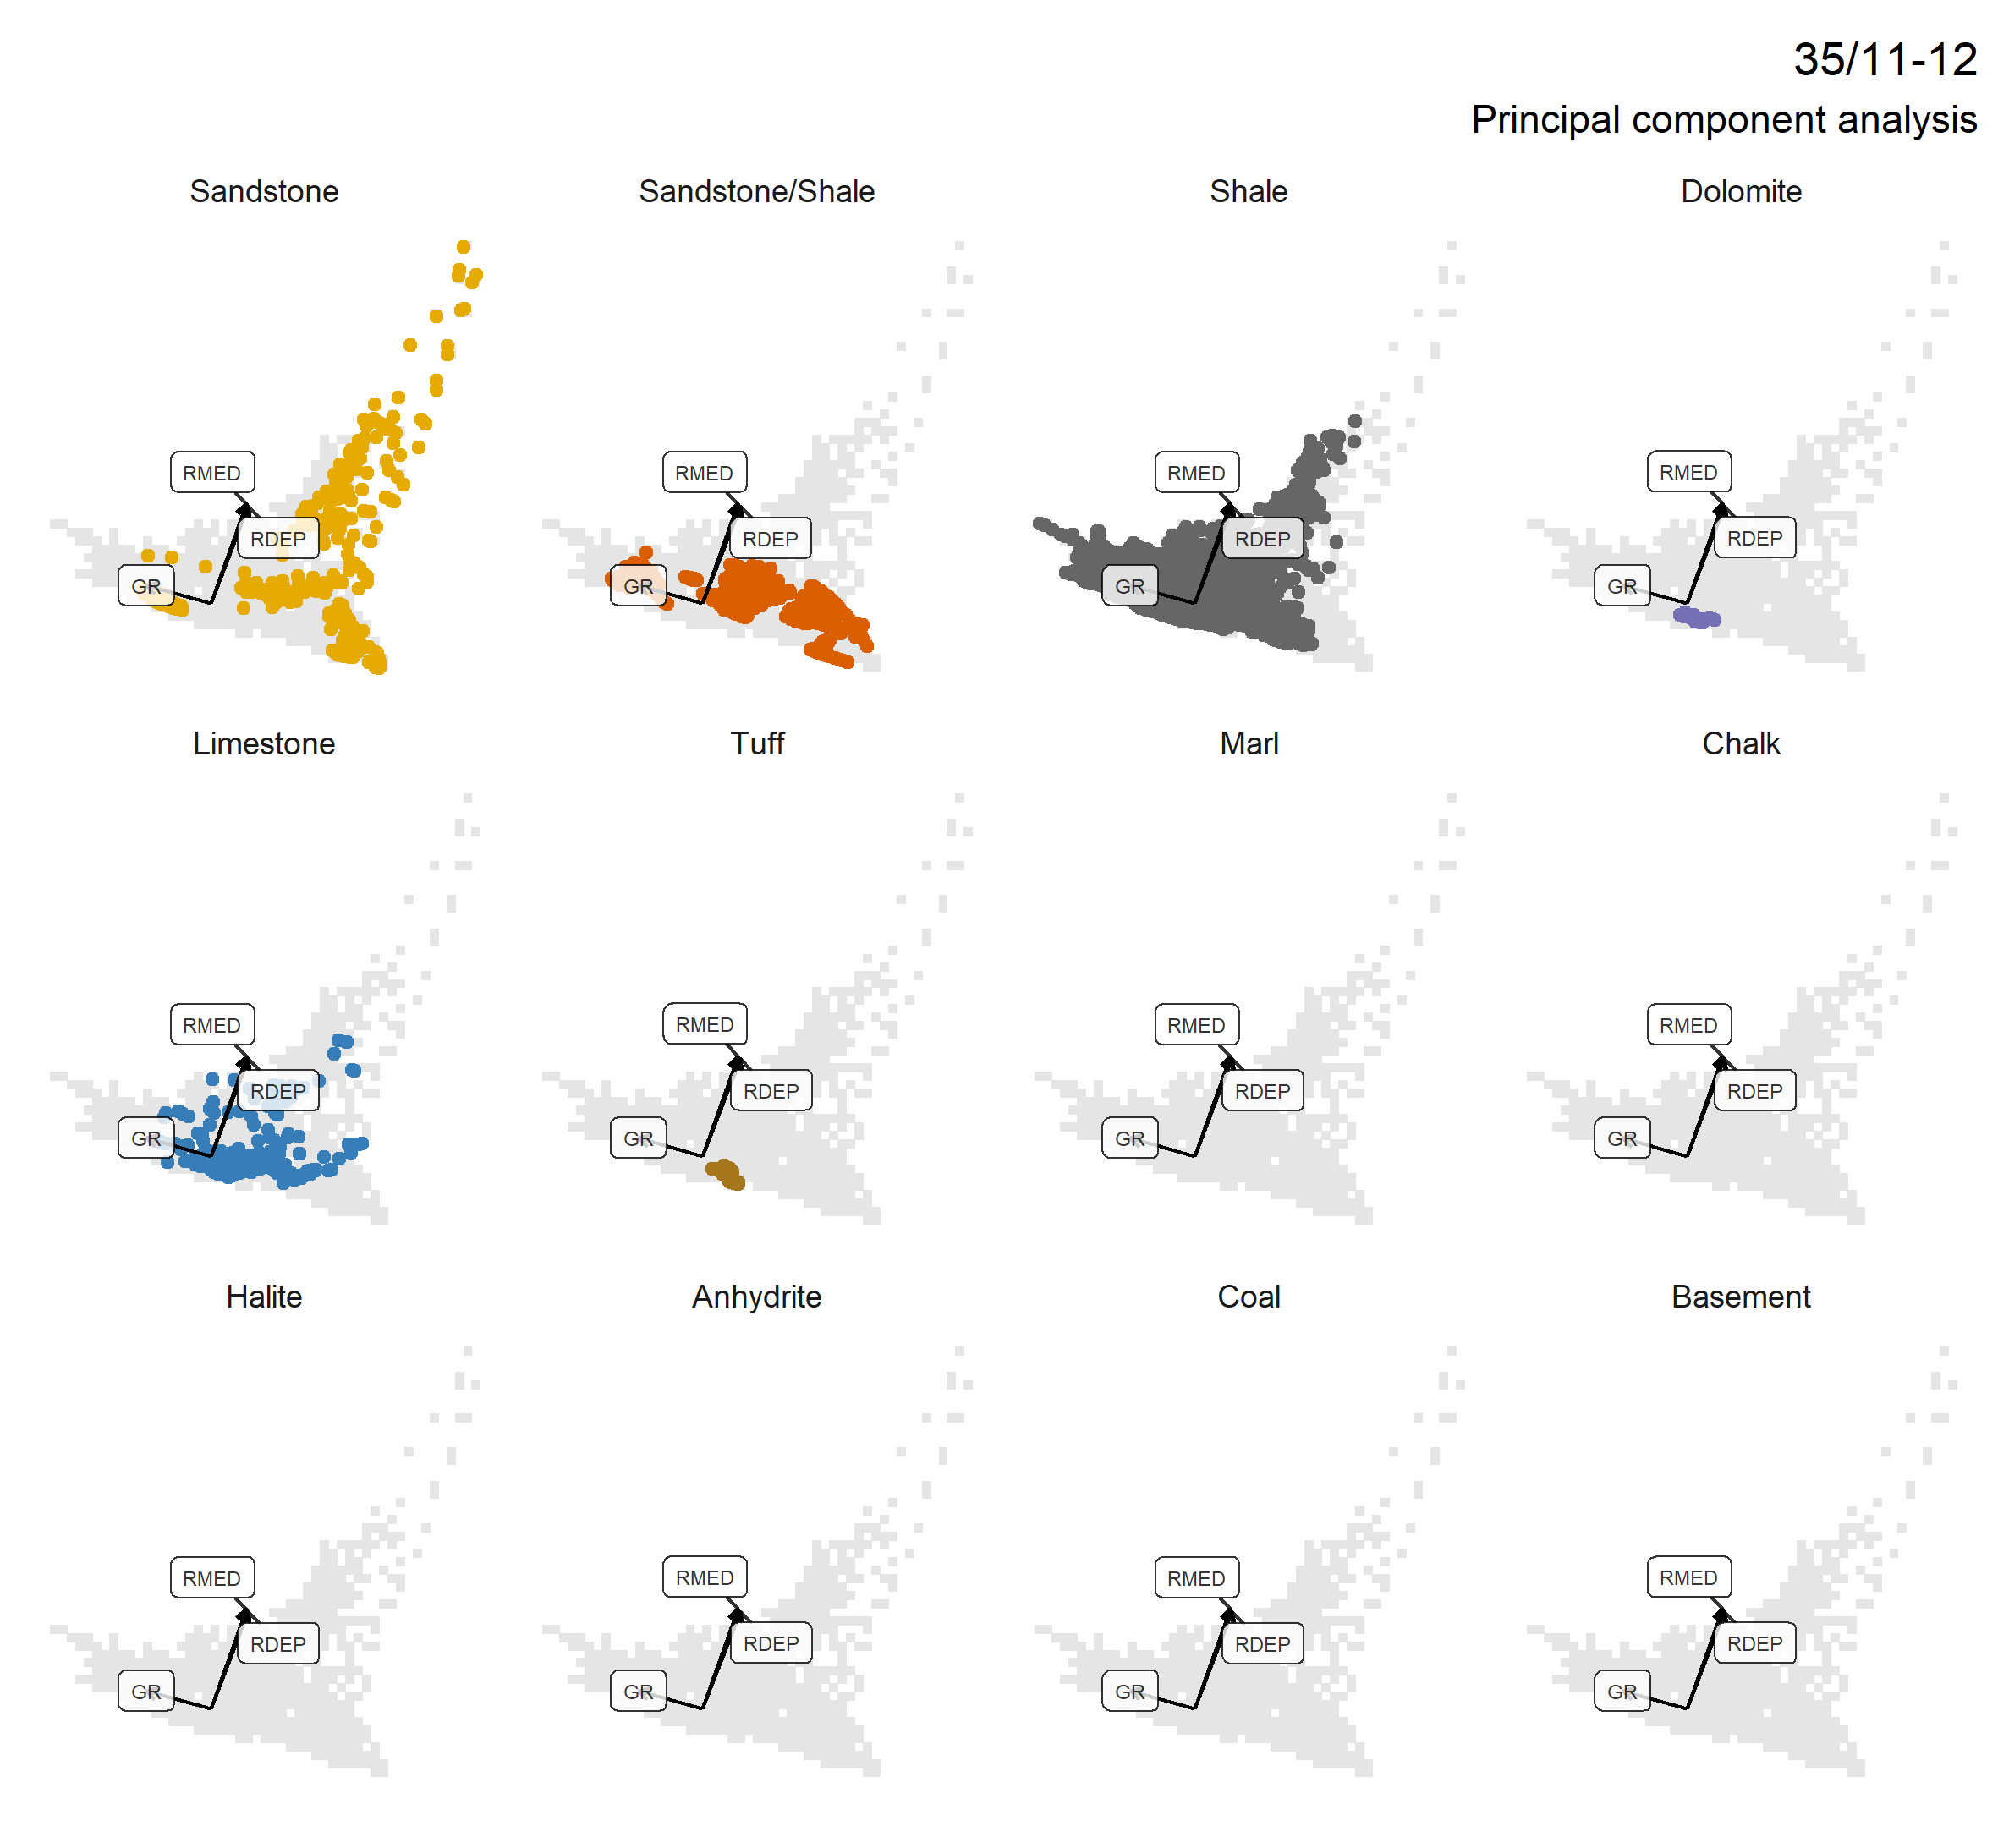 35/11-12
Principal component analysis
Sandstone
Sandstone/Shale
Shale
Dolomite
RMED
RDEP
GR
RMED
RDEP
GR
RMED
RDEP
GR
RMED
RDEP
GR
Limestone
Tuff
Marl
Chalk
RMED
RDEP
GR
RMED
RDEP
GR
RMED
RDEP
GR
RMED
RDEP
GR
Halite
Anhydrite
Coal
Basement
RMED
RDEP
GR
RMED
RDEP
GR
RMED
RDEP
GR
RMED
RDEP
GR